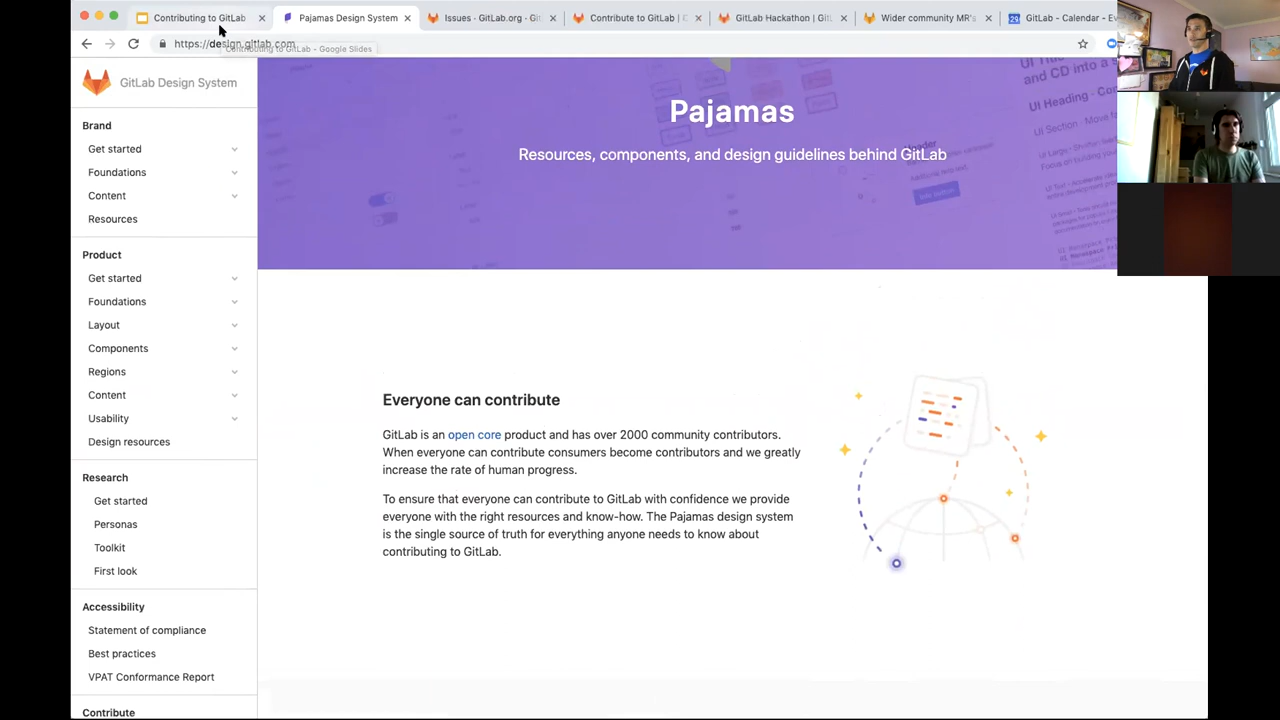 Contributing to GitLab
Pajamas Design System
Issues · GitLab.org · Git
Contribute to GitLab | C
GitLab Hackathon | GitL
Wider community MR's
GitLab - Calendar - Ev
https://design.gitlab.com
Contributing to GitLab - Google Slides
GitLab Design System
Brand
Get started
Foundations
Content
Resources
Product
Get started
Foundations
Layout
Components
Regions
Content
Usability
Design resources
Research
Get started
Personas
Toolkit
First look
Accessibility
Statement of compliance
Best practices
VPAT Conformance Report
Contribute
Pajamas
Resources, components, and design guidelines behind GitLab
Everyone can contribute
GitLab is an open core product and has over 2000 community contributors.
When everyone can contribute consumers become contributors and we greatly
increase the rate of human progress.
To ensure that everyone can contribute to GitLab with confidence we provide
everyone with the right resources and know-how. The Pajamas design system
is the single source of truth for everything anyone needs to know about
contributing to GitLab.